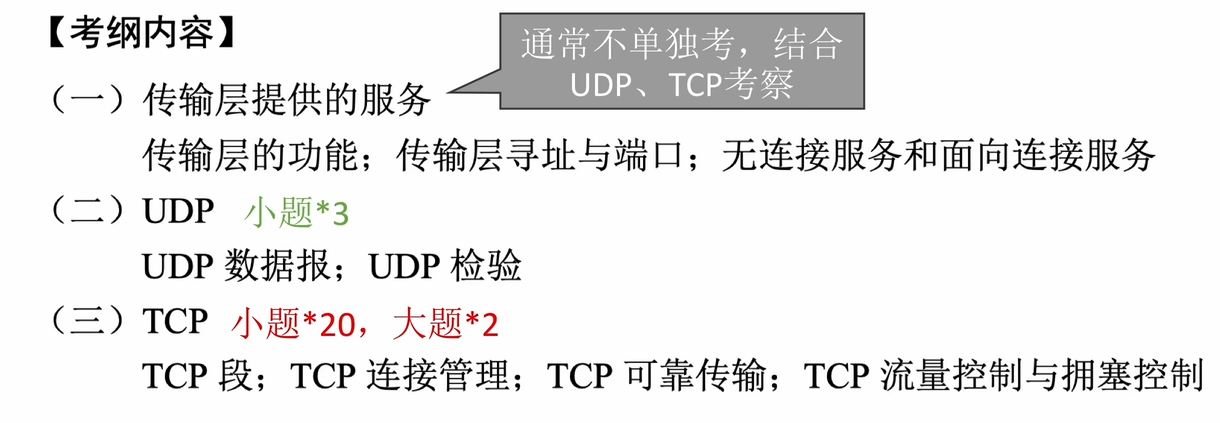 【考纲内容】
通常不单独考，结合
UDP、TCP考察
（一）传输层提供的服务
传输层的功能；传输层寻址与端口；无连接服务和面向连接服务
（二）UDP 小题*3
UDP 数据报；UDP 检验
（三）TCP 小题*20，大题*2
TCP 段；TCP 连接管理；TCP 可靠传输；TCP 流量控制与拥塞控制